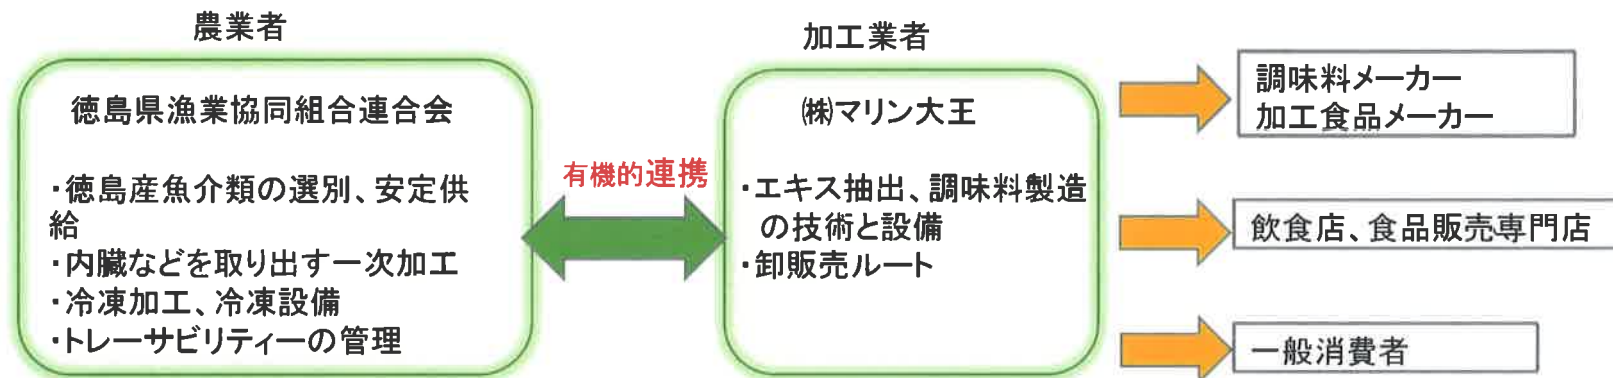 農業者
徳島県漁業協同組合連合会
・徳島産魚介類の選別、安定供
給
・内臓などを取り出す一次加工
・冷凍加工、冷凍設備
・トレーサビリティーの管理
有機的連携
加工業者
㈱マリン大王
・エキス抽出、調味料製造
の技術と設備
・卸販売ルート
調味料メーカー
加工食品メーカー
飲食店、食品販売専門店
一般消費者